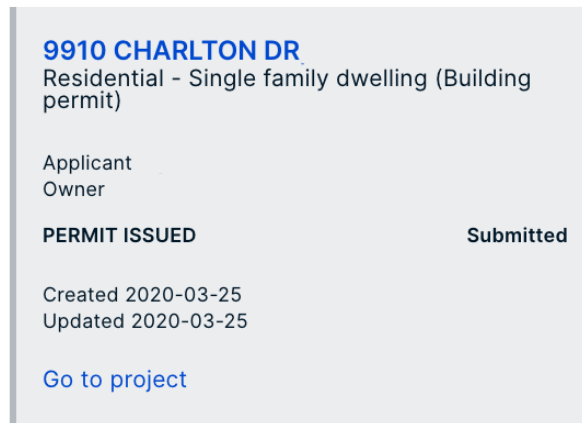 9910 CHARLTON DR
Residential - Single family dwelling (Building
permit)
Applicant
Owner
PERMIT ISSUED Submitted
Created 2020-03-25
Updated 2020-03-25
Go to project